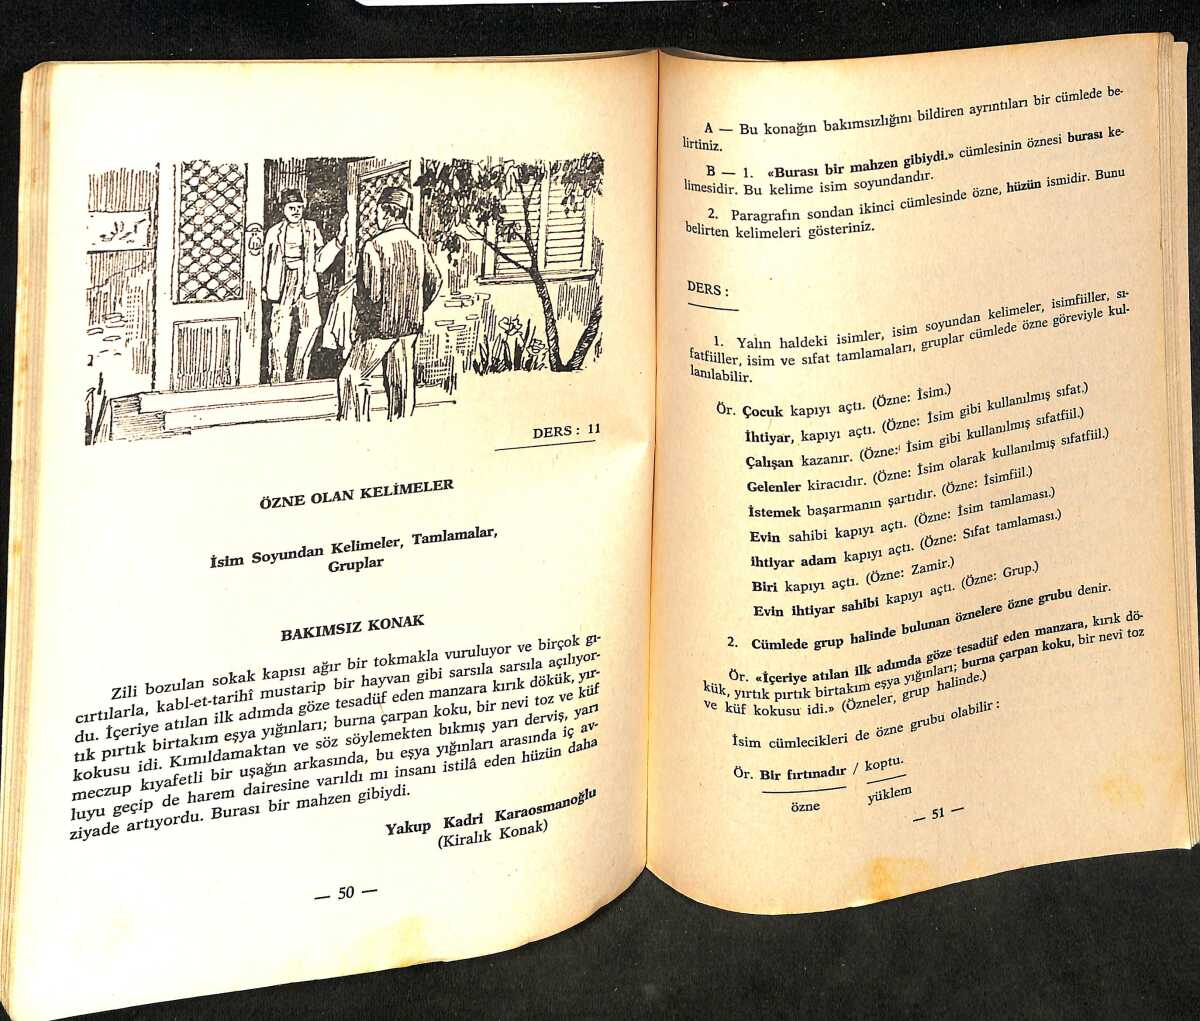 DERS : 11
ÖZNE OLAN KELİMELER
İsim Soyundan Kelimeler, Tamlamalar,
Gruplar
BAKIMSIZ KONAK
Zili bozulan sokak kapısı ağır bir tokmakla vuruluyor ve birçok gı-
cırtılarla, kabl-et-tarihî mustarip bir hayvan gibi sarsıla sarsıla açılıyor-
du. İçeriye atılan ilk adımda göze tesadüf eden manzara kırık dökük, yır-
tık pırtık birtakım eşya yığınları; burna çarpan koku, bir nevi toz ve küf
kokusu idi. Kımıldamaktan ve söz söylemekten bıkmış yarı derviş, yarı
meczup kıyafetli bir uşağın arkasında, bu eşya yığınları arasında iç av-
luyu geçip de harem dairesine varıldı mı insanı istilâ eden hüzün daha
ziyade artıyordu. Burası bir mahzen gibiydi.
Yakup Kadri Karaosmanoğlu
(Kiralık Konak)
— 50 —
A — Bu konağın bakımsızlığını bildiren ayrıntıları bir cümlede be-
lirtiniz.
B — 1. «Burası bir mahzen gibiydi.» cümlesinin öznesi burası ke-
limesidir. Bu kelime isim soyundandır.
2. Paragrafın sondan ikinci cümlesinde özne, hüzün ismidir. Bunu
belirten kelimeleri gösteriniz.
DERS :
1. Yalın haldeki isimler, isim soyundan kelimeler, isimfiiller, sı-
fatfiiller, isim ve sıfat tamlamaları, gruplar cümlede özne göreviyle kul-
lanılabilir.
Ör. Çocuk kapıyı açtı. (Özne: İsim.)
İhtiyar, kapıyı açtı. (Özne: İsim gibi kullanılmış sıfat.)
Çalışan kazanır. (Özne: İsim gibi kullanılmış sıfatfiil.)
Gelenler kiracıdır. (Özne: İsim olarak kullanılmış sıfatfiil.)
İstemek başarmanın şartıdır. (Özne: İsimfiil.)
Evin sahibi kapıyı açtı. (Özne: İsim tamlaması.)
İhtiyar adam kapıyı açtı. (Özne: Sıfat tamlaması.)
Biri kapıyı açtı. (Özne: Zamir.)
Evin ihtiyar sahibi kapıyı açtı. (Özne: Grup.)
2. Cümlede grup halinde bulunan öznelere özne grubu denir.
Ör. «İçeriye atılan ilk adımda göze tesadüf eden manzara, kırık dö-
kük, yırtık pırtık birtakım eşya yığınları; burna çarpan koku, bir nevi toz
ve küf kokusu idi.» (Özneler, grup halinde.)
İsim cümlecikleri de özne grubu olabilir :
Ör. Bir fırtınadır / koptu.
özne yüklem
— 51 —